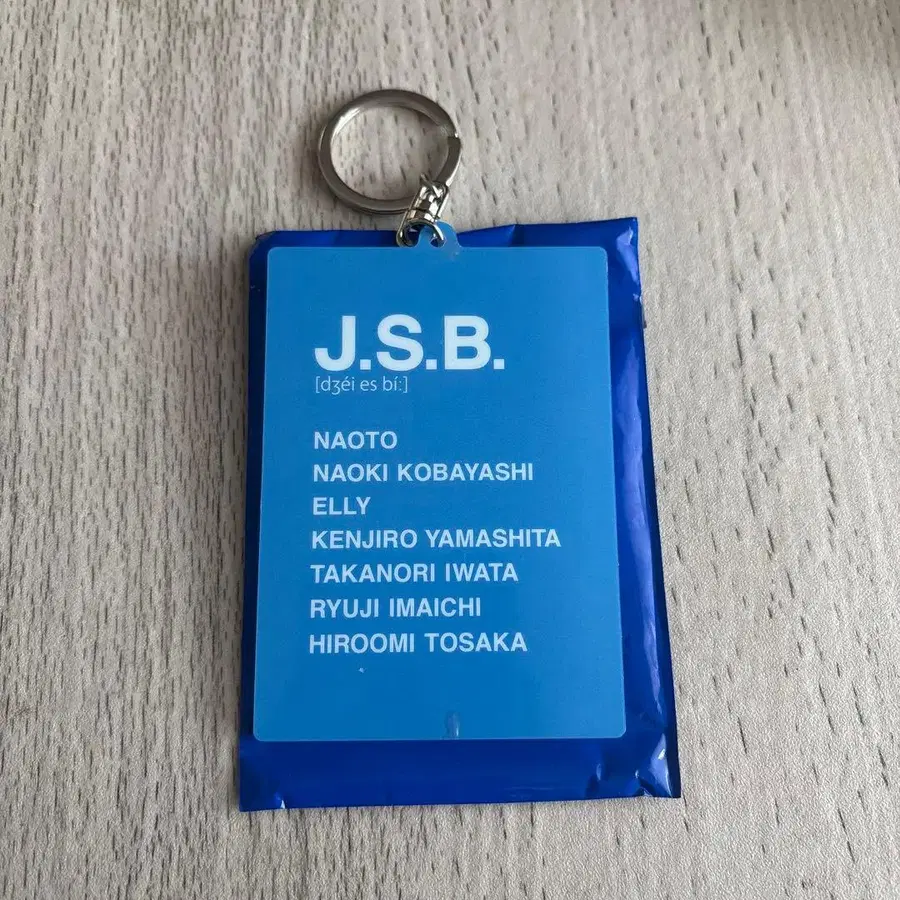 J.S.B.
[dʒéi es bí:]
NAOTO
NAOKI KOBAYASHI
ELLY
KENJIRO YAMASHITA
TAKANORI IWATA
RYUJI IMAICHI
HIROOMI TOSAKA